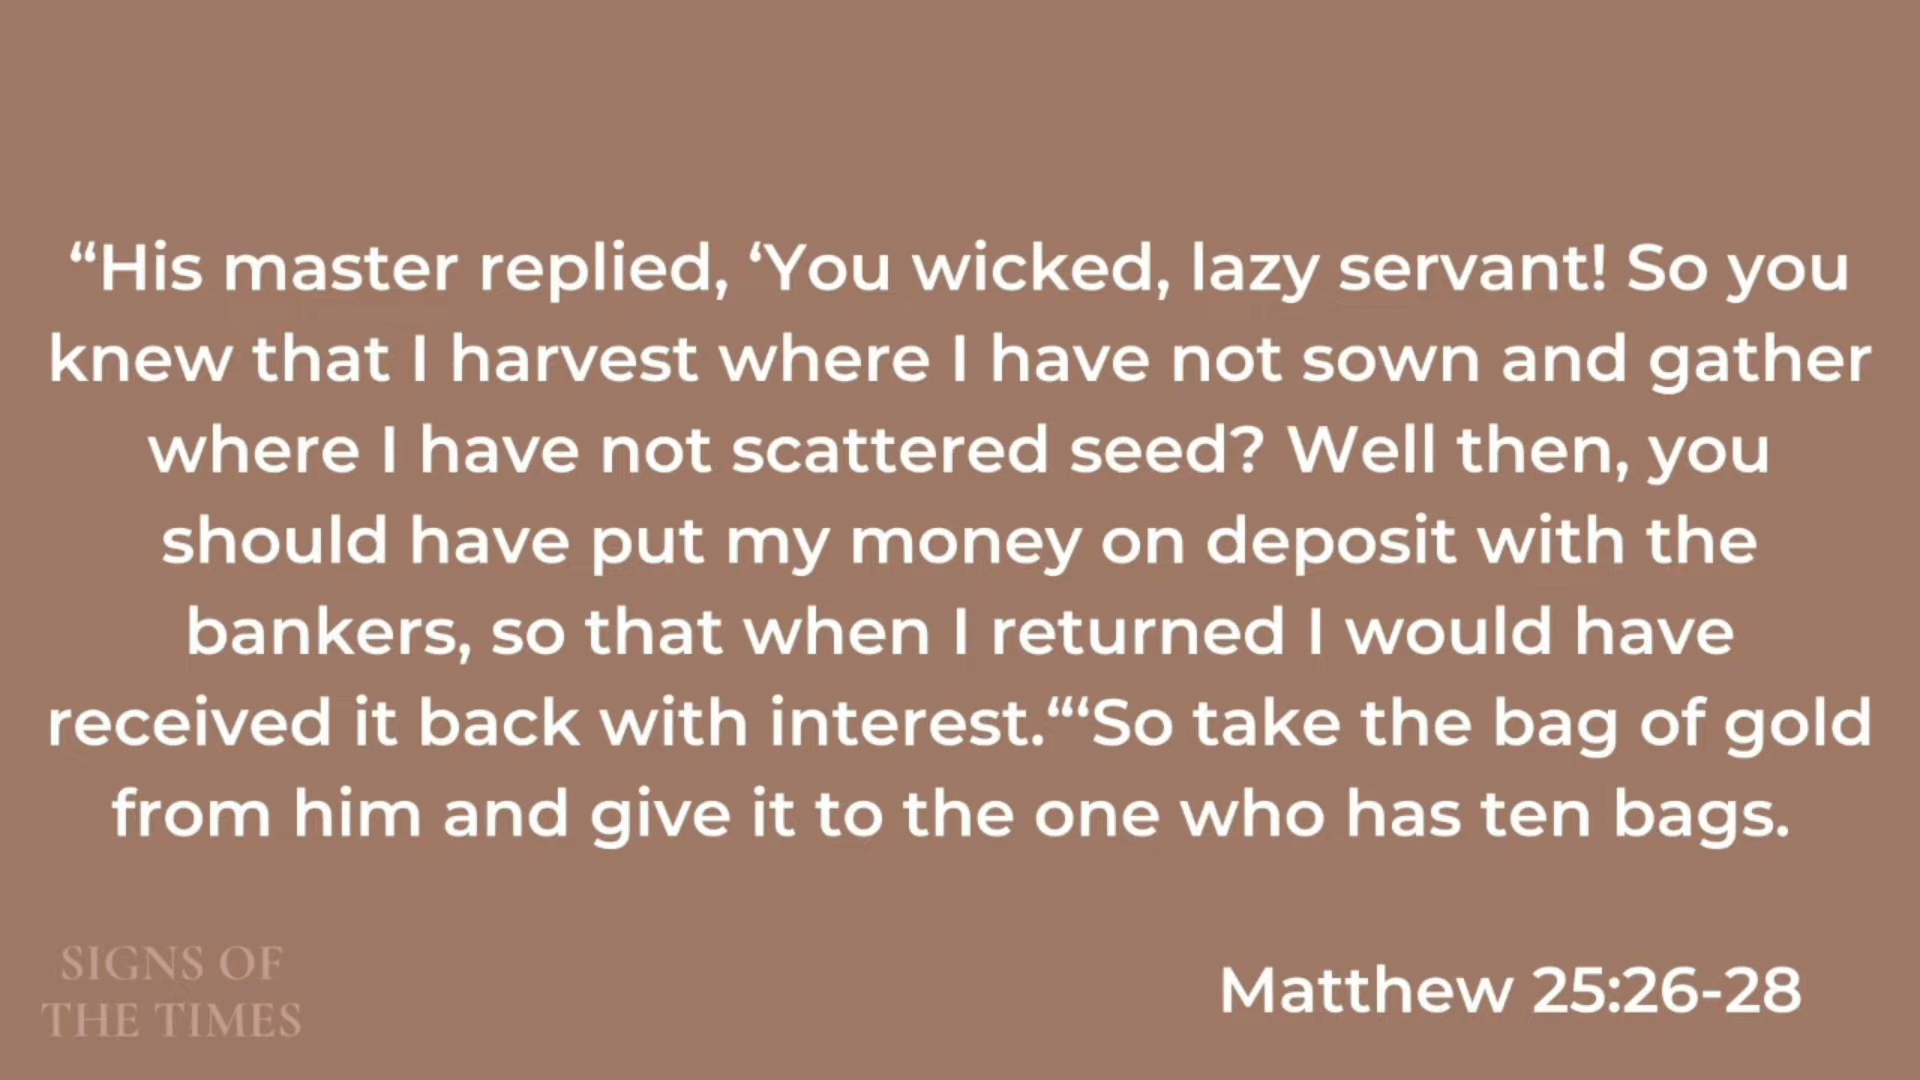 “His master replied, ‘You wicked, lazy servant! So you
knew that I harvest where I have not sown and gather
where I have not scattered seed? Well then, you
should have put my money on deposit with the
bankers, so that when I returned I would have
received it back with interest.“‘So take the bag of gold
from him and give it to the one who has ten bags.
SIGNS OF
THE TIMES
Matthew 25:26-28